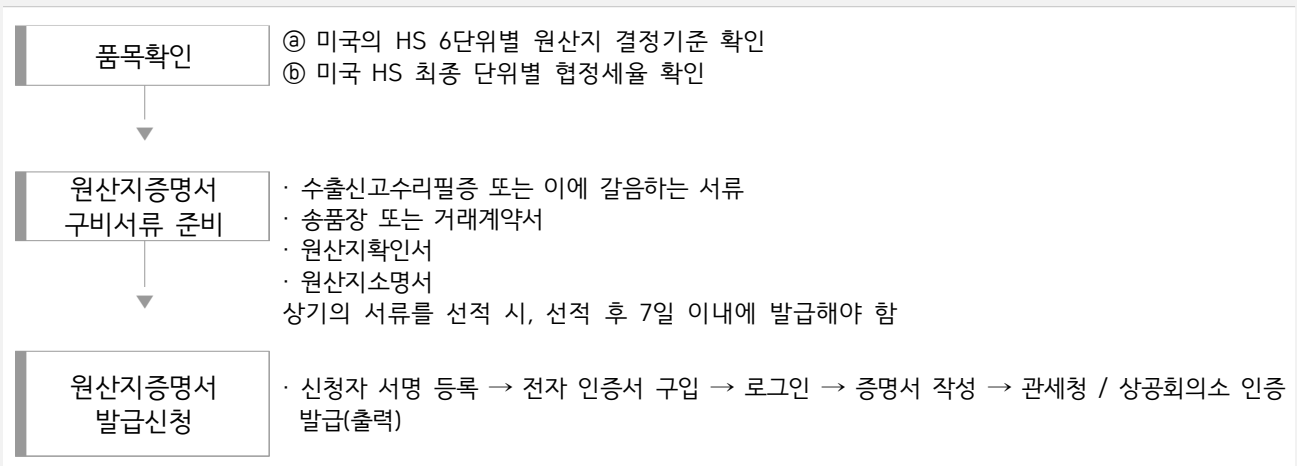 품목확인
ⓐ 미국의 HS 6단위별 원산지 결정기준 확인
ⓑ 미국 HS 최종 단위별 협정세율 확인
원산지증명서
구비서류 준비
· 수출신고수리필증 또는 이에 갈음하는 서류
· 송품장 또는 거래계약서
· 원산지확인서
· 원산지소명서
상기의 서류를 선적 시, 선적 후 7일 이내에 발급해야 함
원산지증명서
발급신청
· 신청자 서명 등록 → 전자 인증서 구입 → 로그인 → 증명서 작성 → 관세청 / 상공회의소 인증
발급(출력)